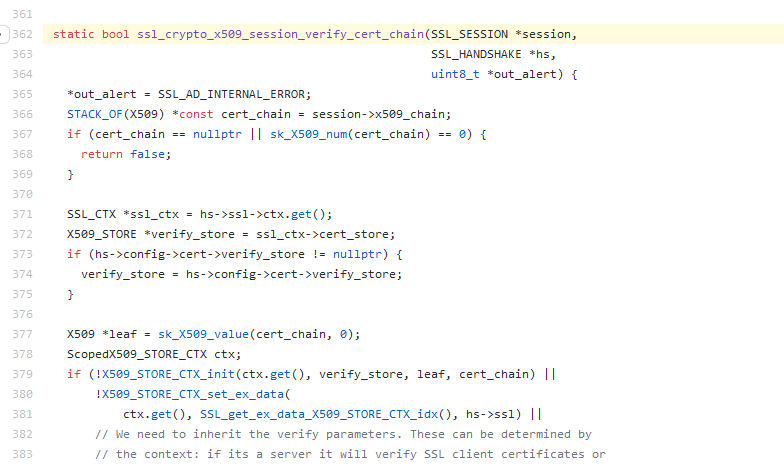 361
362 static bool ssl_crypto_x509_session_verify_cert_chain(SSL_SESSION *session,
363 SSL_HANDSHAKE *hs,
364 uint8_t *out_alert) {
365 *out_alert = SSL_AD_INTERNAL_ERROR;
366 STACK_OF(X509) *const cert_chain = session->x509_chain;
367 if (cert_chain == nullptr || sk_X509_num(cert_chain) == 0) {
368 return false;
369 }
370
371 SSL_CTX *ssl_ctx = hs->ssl->ctx.get();
372 X509_STORE *verify_store = ssl_ctx->cert_store;
373 if (hs->config->cert->verify_store != nullptr) {
374 verify_store = hs->config->cert->verify_store;
375 }
376
377 X509 *leaf = sk_X509_value(cert_chain, 0);
378 ScopedX509_STORE_CTX ctx;
379 if (!X509_STORE_CTX_init(ctx.get(), verify_store, leaf, cert_chain) ||
380 !X509_STORE_CTX_set_ex_data(
381 ctx.get(), SSL_get_ex_data_X509_STORE_CTX_idx(), hs->ssl) ||
382 // We need to inherit the verify parameters. These can be determined by
383 // the context: if its a server it will verify SSL client certificates or